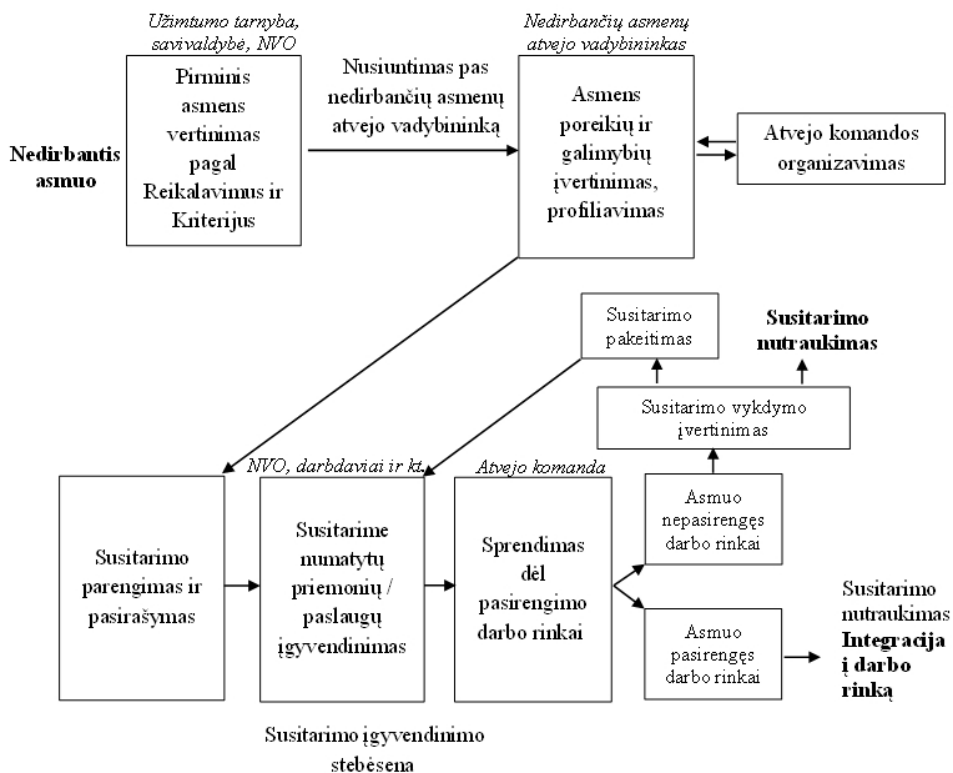 Užimtumo tarnyba,
savivaldybė, NVO
Nedirbantis
asmuo
Pirminis
asmens
vertinimas
pagal
Reikalavimus ir
Kriterijus
Nusiuntimas pas
nedirbančių asmenų
atvejo vadybininką
Nedirbančių asmenų
atvejo vadybininkas
Asmens
poreikių ir
galimybių
įvertinimas,
profiliavimas
Atvejo komandos
organizavimas
Susitarimo
pakeitimas
Susitarimo
nutraukimas
Susitarimo vykdymo
įvertinimas
Susitarimo
parengimas ir
pasirašymas
NVO, darbdaviai ir kt.
Susitarime
numatytų
priemonių /
paslaugų
įgyvendinimas
Atvejo komanda
Sprendimas
dėl
pasirengimo
darbo rinkai
Asmuo
nepasirengęs
darbo rinkai
Asmuo
pasirengęs
darbo rinkai
Susitarimo
nutraukimas
Integracija
į darbo
rinką
Susitarimo įgyvendinimo
stebėsena